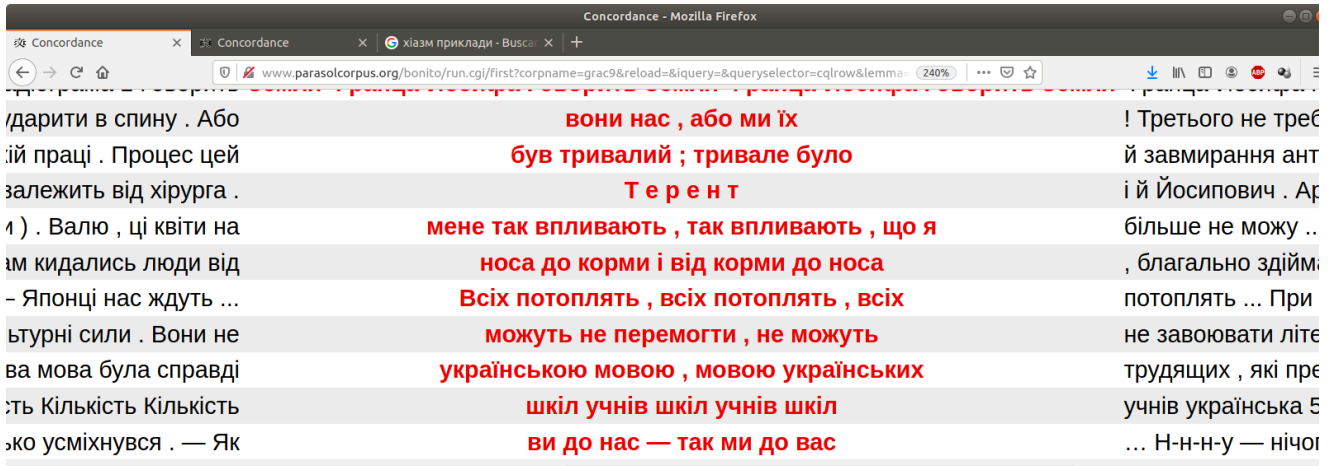 Concordance - Mozilla Firefox
Concordance Concordance хіазм приклади - Buscar
www.parasolcorpus.org/bonito/run.cgi/first?corpname=grac9&reload=&iquery=&queryselector=cqlrow&lemma= 240%
ударити в спину . Або вони нас , або ми їх ! Третього не треб
ій праці . Процес цей був тривалий ; тривале було й завмирання ант
залежить від хірурга . Т е р е н т і й Йосипович . Ар
и ) . Валю , ці квіти на мене так впливають , так впливають , що я більше не можу ...
ам кидались люди від носа до корми і від корми до носа , благально здійма
– Японці нас ждуть ... Всіх потоплять , всіх потоплять , всіх потоплять ... При
ьтурні сили . Вони не можуть не перемогти , не можуть не завоювати літе
ва мова була справді українською мовою , мовою українських трудящих , які пре
сть Кількість Кількість шкіл учнів шкіл учнів шкіл учнів українська 5
ько усміхнувся . — Як ви до нас — так ми до вас … Н-н-н-у — нічог